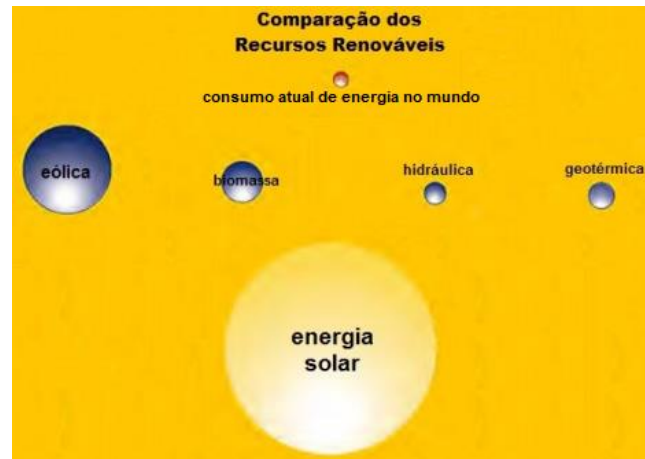 Comparação dos
Recursos Renováveis
consumo atual de energia no mundo
eólica
biomassa
hidráulica
geotérmica
energia
solar